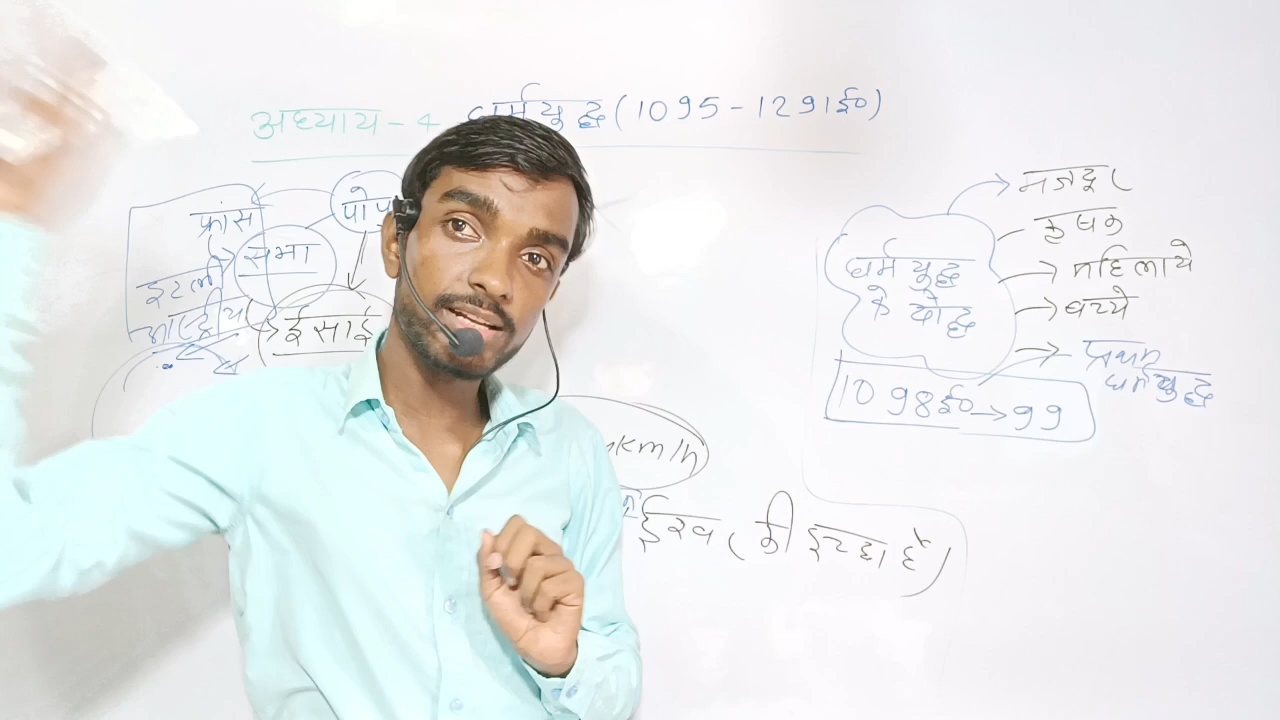 अध्याय-4 धर्मयुद्ध (1095-1291ई०)
फ्रांस
पोप
सभा
इटली
ईसाई
धर्म युद्ध
के योद्धा
मजदूर
कृषक
महिलाये
बच्चे
प्रथम
धर्मयुद्ध
1098ई०→99
km/h
ईश्वर की इच्छा है)